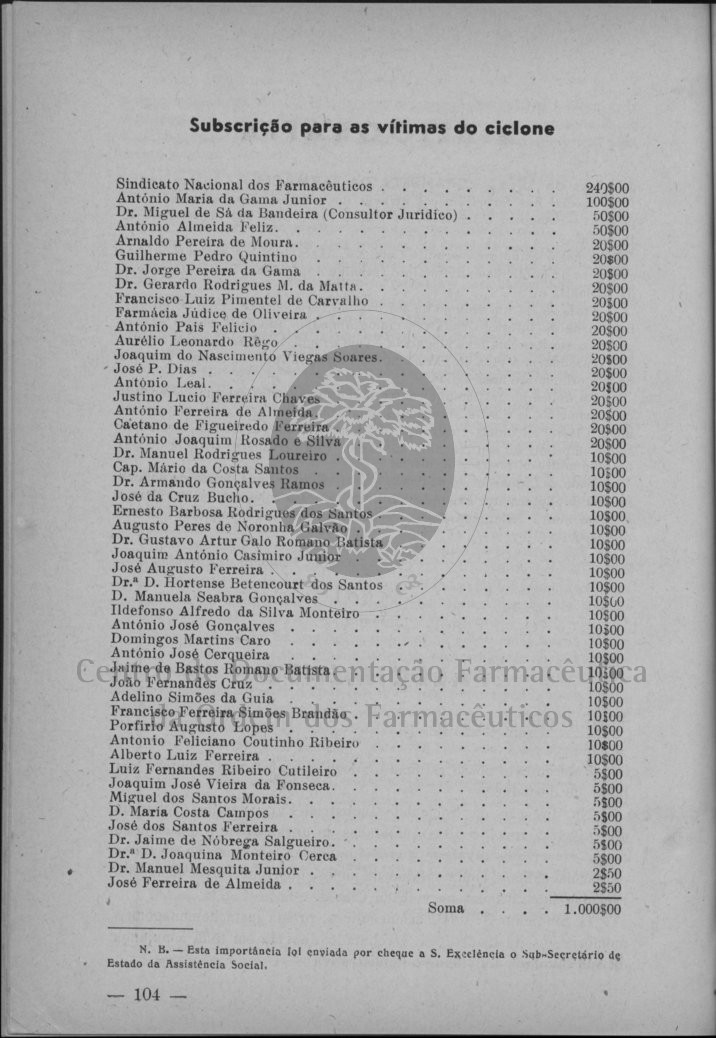 Subscrição para as vítimas do ciclone
Sindicato Nacional dos Farmacêuticos . . . . . . . . . 240$00
António Maria da Gama Junior . . . . . . . . . . . 100$00
Dr. Miguel de Sá da Bandeira (Consultor Jurídico) . . . . . 50$00
António Almeida Feliz. . . . . . . . . . . . . . 50$00
Arnaldo Pereira de Moura. . . . . . . . . . . . . 20$00
Guilherme Pedro Quintino . . . . . . . . . . . . 20$00
Dr. Jorge Pereira da Gama . . . . . . . . . . . . 20$00
Dr. Gerardo Rodrigues M. da Matta. . . . . . . . . . 20$00
Francisco Luiz Pimentel de Carvalho . . . . . . . . . 20$00
Farmácia Júdice de Oliveira . . . . . . . . . . . . 20$00
António Pais Felicio . . . . . . . . . . . . . . 20$00
Aurélio Leonardo Rêgo . . . . . . . . . . . . . 20$00
Joaquim do Nascimento Viegas Soares. . . . . . . . . 20$00
José P. Dias . . . . . . . . . . . . . . . . . 20$00
António Leal. . . . . . . . . . . . . . . . . 20$00
Justino Lucio Ferreira Chaves . . . . . . . . . . . 20$00
António Ferreira de Almeida . . . . . . . . . . . . 20$00
Caetano de Figueiredo Ferreira . . . . . . . . . . . 20$00
António Joaquim Rosado e Silva . . . . . . . . . . 20$00
Dr. Manuel Rodrigues Loureiro . . . . . . . . . . . 10$00
Cap. Mário da Costa Santos . . . . . . . . . . . . 10$00
Dr. Armando Gonçalves Ramos . . . . . . . . . . . 10$00
José da Cruz Bucho. . . . . . . . . . . . . . . 10$00
Ernesto Barbosa Rodrigues dos Santos . . . . . . . . . 10$00
Augusto Peres de Noronha Galvão . . . . . . . . . . 10$00
Dr. Gustavo Artur Galo Romano Batista . . . . . . . . 10$00
Joaquim António Casimiro Junior . . . . . . . . . . 10$00
José Augusto Ferreira . . . . . . . . . . . . . . 10$00
Dr.ª D. Hortense Betencourt dos Santos . . . . . . . . 10$00
D. Manuela Seabra Gonçalves . . . . . . . . . . . 10$00
Ildefonso Alfredo da Silva Monteiro . . . . . . . . . 10$00
António José Gonçalves . . . . . . . . . . . . . 10$00
Domingos Martins Caro . . . . . . . . . . . . . 10$00
António José Cerqueira . . . . . . . . . . . . . 10$00
Jaime de Bastos Romano Batista. . . . . . . . . . . 10$00
João Fernandes Cruz . . . . . . . . . . . . . . 10$00
Adelino Simões da Guia . . . . . . . . . . . . . 10$00
Francisco Ferreira Simões Brandão . . . . . . . . . . 10$00
Porfirio Augusto Lopes . . . . . . . . . . . . . 10$00
Antonio Feliciano Coutinho Ribeiro . . . . . . . . . 10$00
Alberto Luiz Ferreira . . . . . . . . . . . . . . 10$00
Luiz Fernandes Ribeiro Cutileiro . . . . . . . . . . 5$00
Joaquim José Vieira da Fonseca. . . . . . . . . . . 5$00
Miguel dos Santos Morais. . . . . . . . . . . . . 5$00
D. Maria Costa Campos . . . . . . . . . . . . . 5$00
José dos Santos Ferreira . . . . . . . . . . . . . 5$00
Dr. Jaime de Nóbrega Salgueiro. . . . . . . . . . . 5$00
Dr.ª D. Joaquina Monteiro Cerca . . . . . . . . . . 5$00
Dr. Manuel Mesquita Junior . . . . . . . . . . . . 2$50
José Ferreira de Almeida . . . . . . . . . . . . . 2$50
Soma . . . . 1.000$00
N. B. — Esta importância foi enviada por cheque a S. Excelência o Sub-Secretário de
Estado da Assistência Social.
— 104 —
Centro de Documentação Farmacêutica
da Ordem dos Farmacêuticos